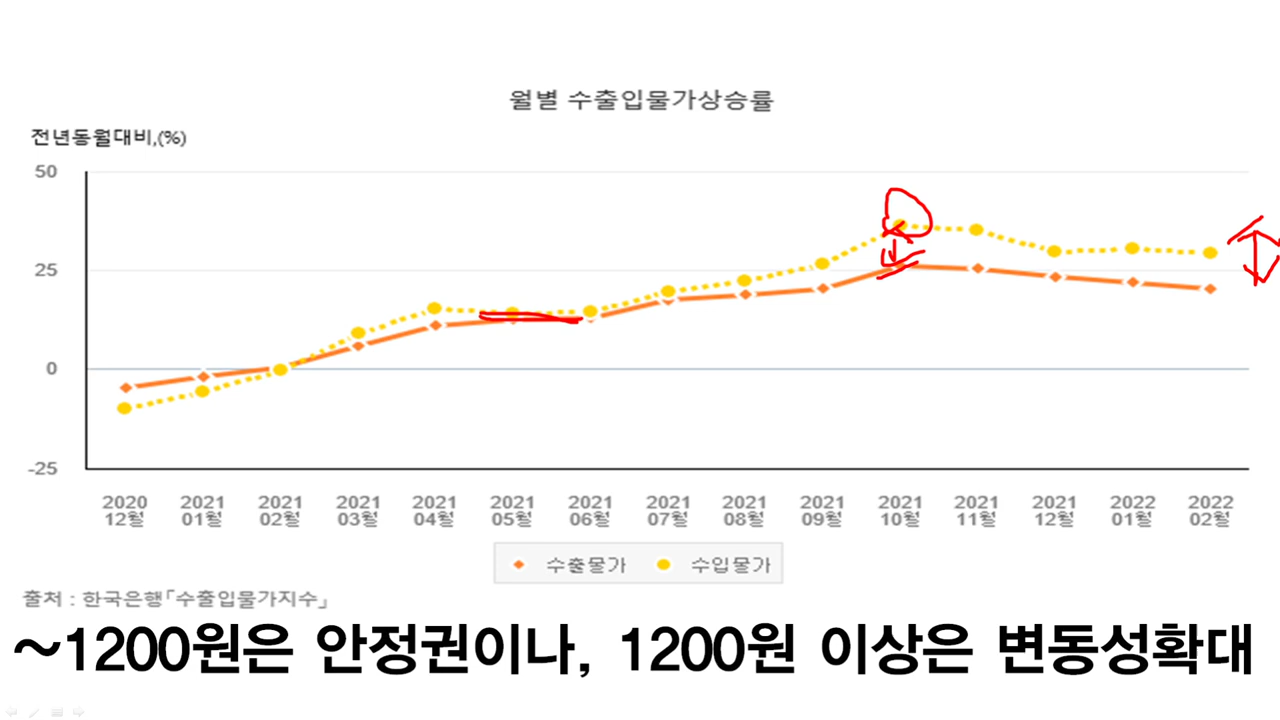 월별 수출입물가상승률
전년동월대비,(%)
50
25
0
-25
2020 2021 2021 2021 2021 2021 2021 2021 2021 2021 2021 2021 2021 2022 2022
12월 01월 02월 03월 04월 05월 06월 07월 08월 09월 10월 11월 12월 01월 02월
수출물가 수입물가
출처 : 한국은행「수출입물가지수」
~1200원은 안정권이나, 1200원 이상은 변동성확대